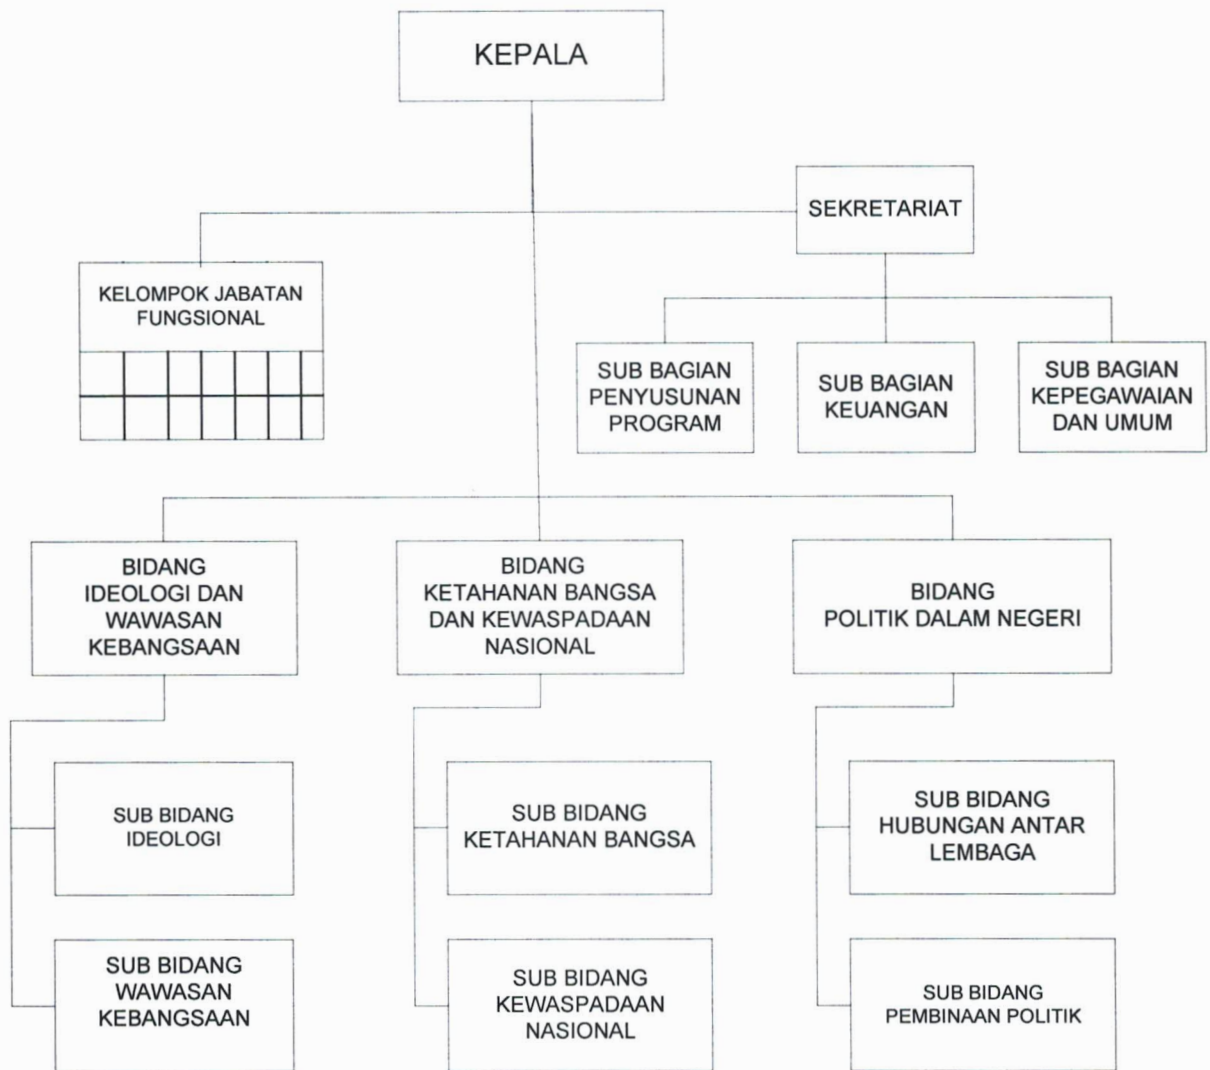 KEPALA
SEKRETARIAT
KELOMPOK JABATAN
FUNGSIONAL
SUB BAGIAN
PENYUSUNAN
PROGRAM
SUB BAGIAN
KEUANGAN
SUB BAGIAN
KEPEGAWAIAN
DAN UMUM
BIDANG
IDEOLOGI DAN
WAWASAN
KEBANGSAAN
BIDANG
KETAHANAN BANGSA
DAN KEWASPADAAN
NASIONAL
BIDANG
POLITIK DALAM NEGERI
SUB BIDANG
IDEOLOGI
SUB BIDANG
KETAHANAN BANGSA
SUB BIDANG
HUBUNGAN ANTAR
LEMBAGA
SUB BIDANG
WAWASAN
KEBANGSAAN
SUB BIDANG
KEWASPADAAN
NASIONAL
SUB BIDANG
PEMBINAAN POLITIK